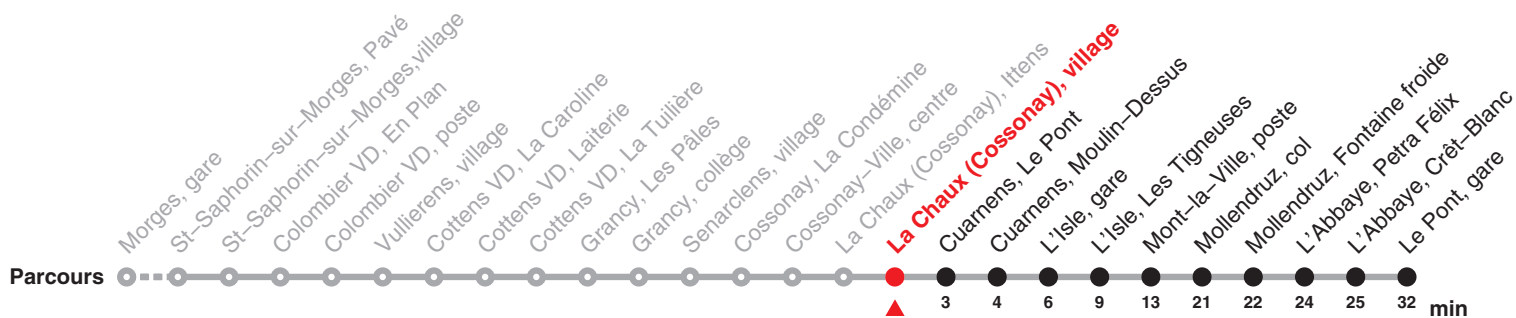 Morges, gare
St–Saphorin–sur–Morges, Pavé
St–Saphorin–sur–Morges,village
Colombier VD, En Plan
Colombier VD, poste
Vullierens, village
Cottens VD, La Caroline
Cottens VD, Laiterie
Cottens VD, La Tuilière
Grancy, Les Pâles
Grancy, collège
Senarclens, village
Cossonay, La Condémine
Cossonay–Ville, centre
La Chaux (Cossonay), Ittens
La Chaux (Cossonay), village
Cuarnens, Le Pont
Cuarnens, Moulin–Dessus
L'Isle, gare
L'Isle, Les Tigneuses
Mont–la–Ville, poste
Mollendruz, col
Mollendruz, Fontaine froide
L'Abbaye, Petra Félix
L'Abbaye, Crêt–Blanc
Le Pont, gare
Parcours
3 4 6 9 13 21 22 24 25 32 min